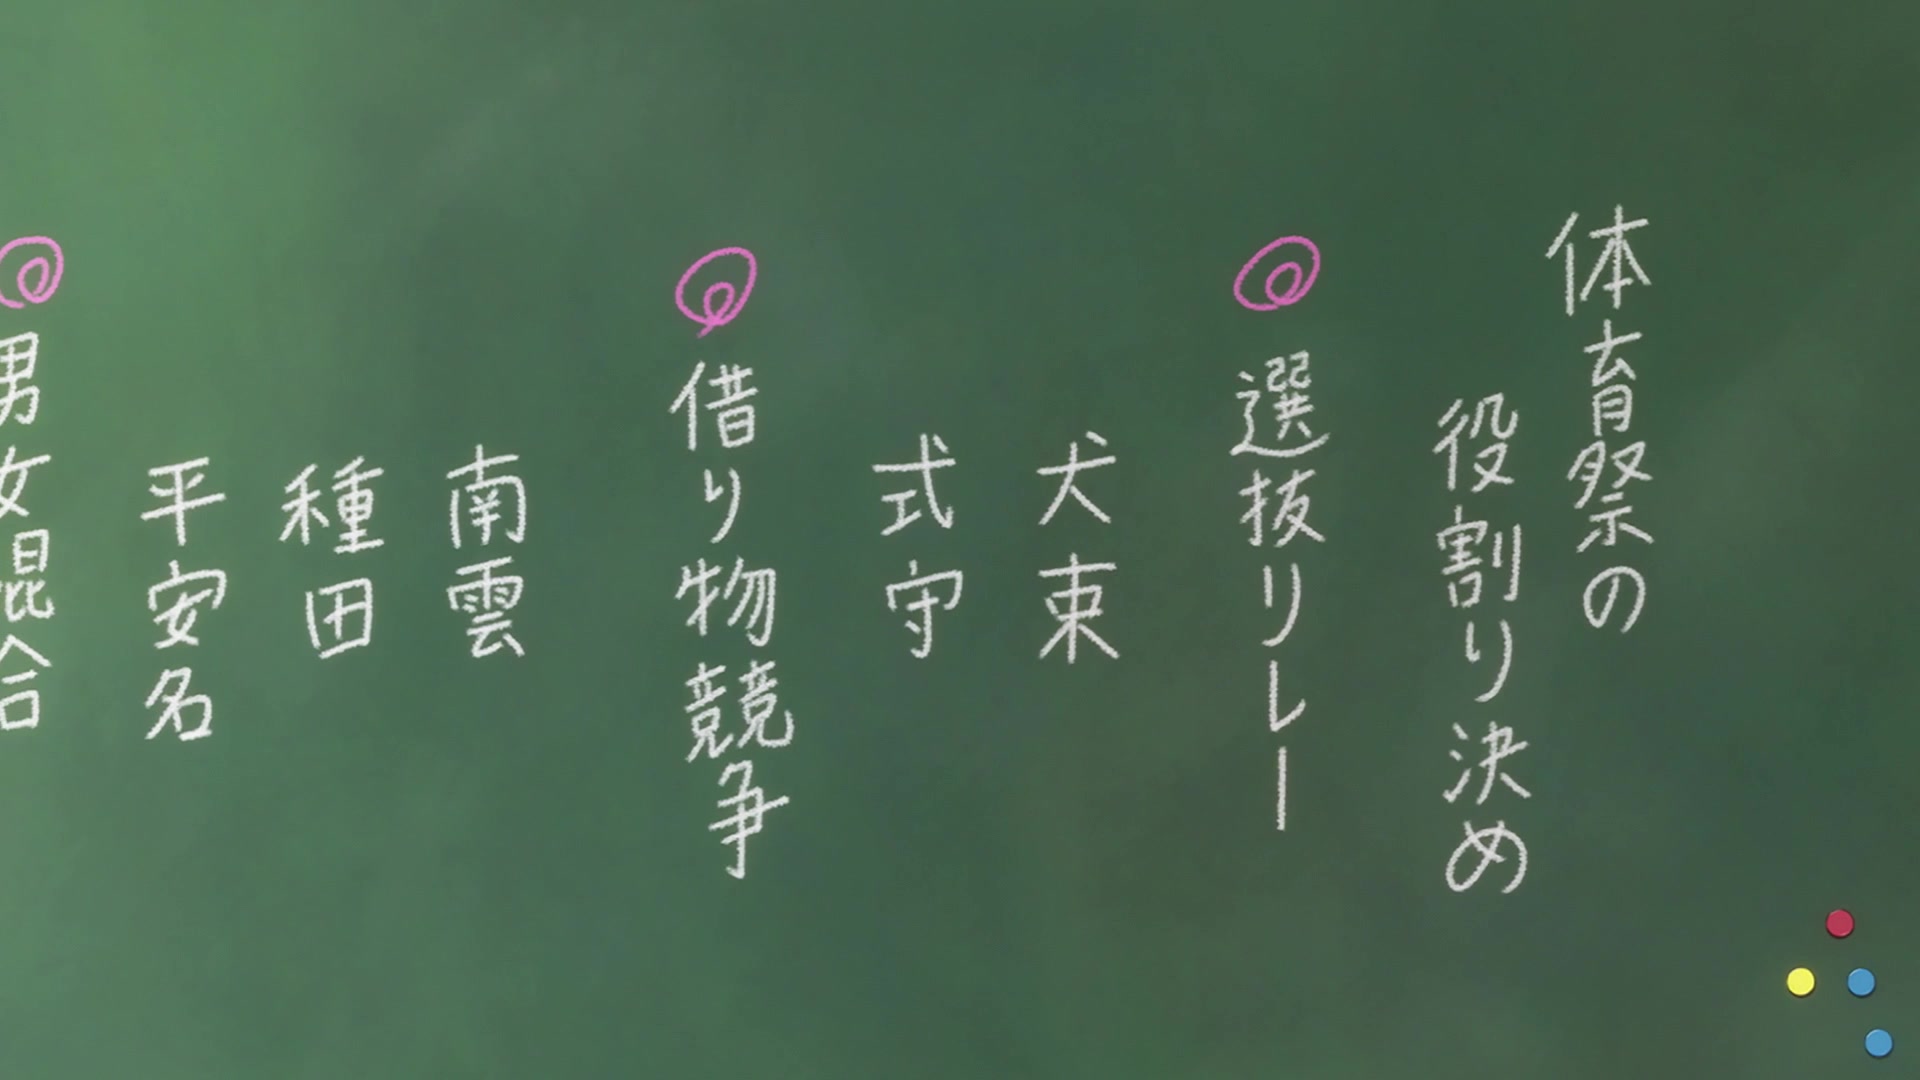 体育祭の
役割り決め
選抜リレー
犬束
式守
借り物競争
南雲
種田
平安名
男女混合